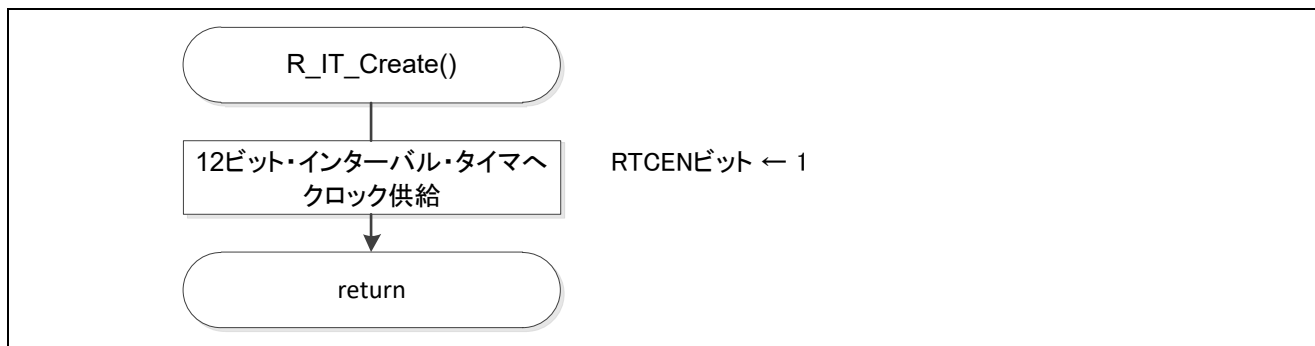 R_IT_Create()
12ビット・インターバル・タイマへ
クロック供給
RTCENビット ← 1
return